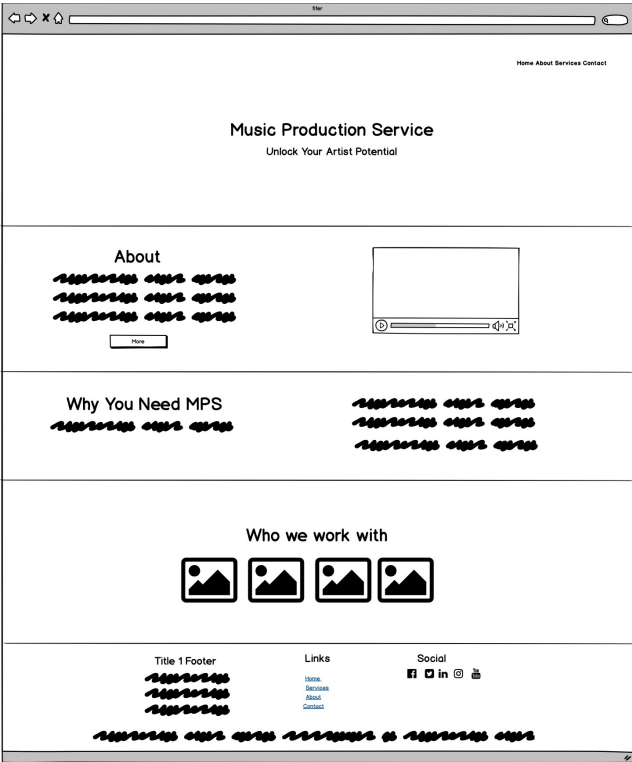 titer
Home About Services Contact
Music Production Service
Unlock Your Artist Potential
About
More
Why You Need MPS
Who we work with
Title 1 Footer
Links
Social
Home
Services
About
Contact